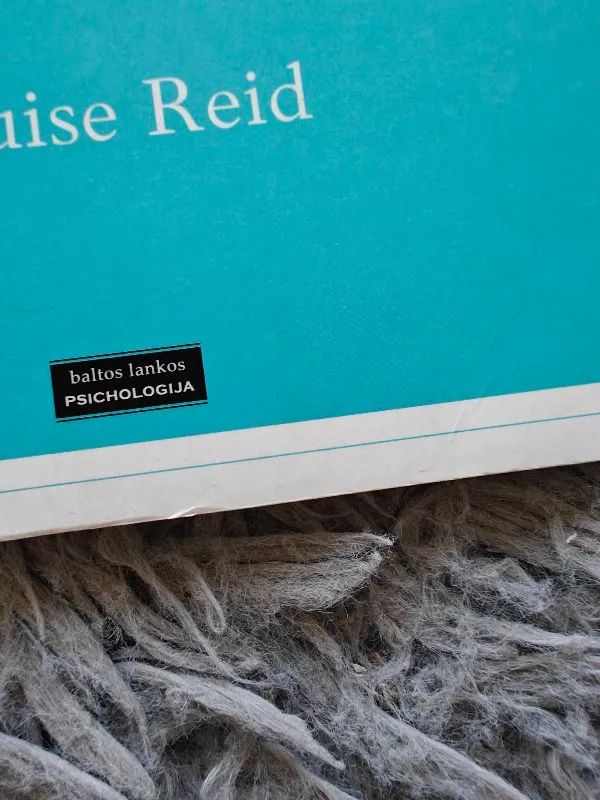 uise Reid
baltos lankos
PSICHOLOGIJA